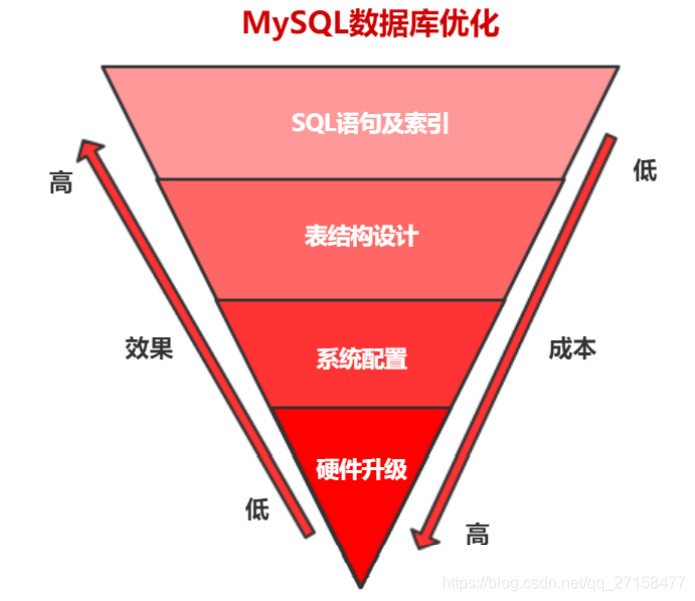 MySQL数据库优化
SQL语句及索引
高
低
表结构设计
效果
成本
系统配置
硬件升级
低
高
https://blog.csdn.net/qq_27158477